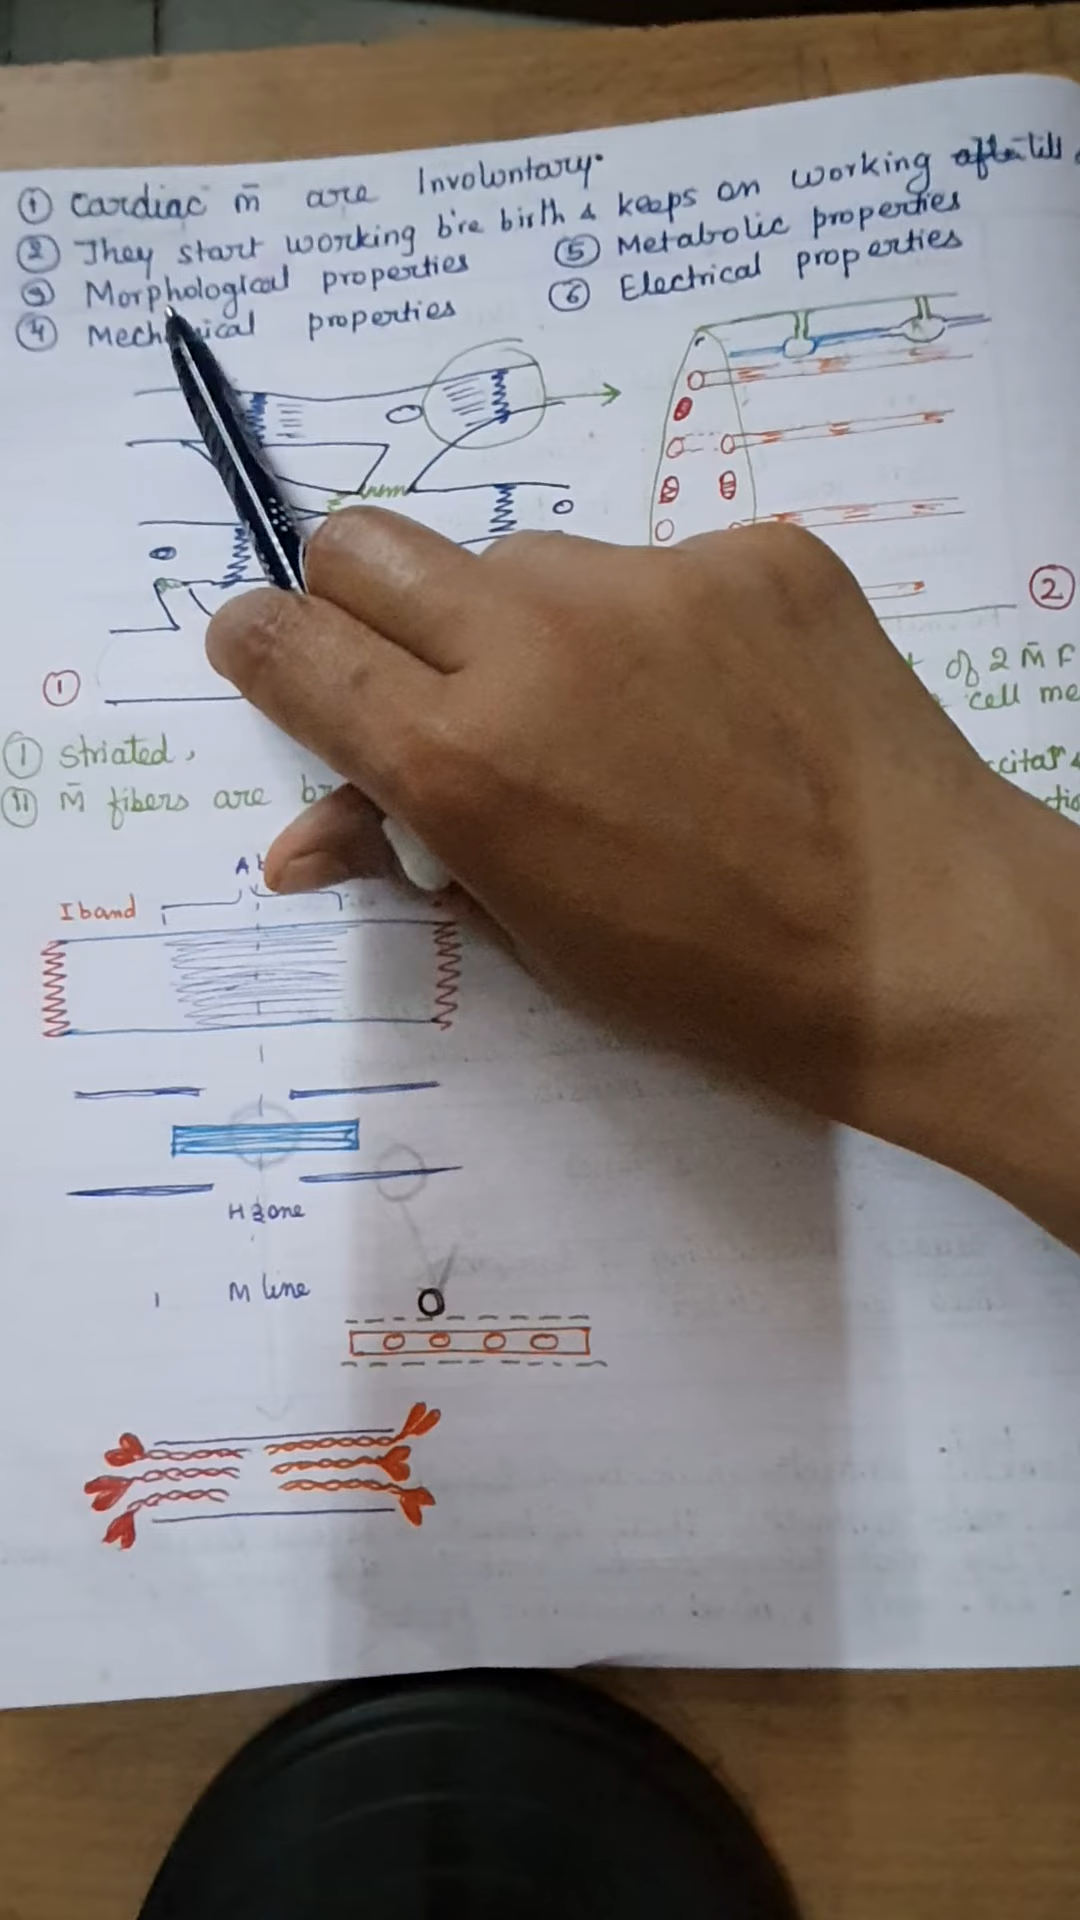 ① Cardiac m̄ are Involuntary.
② They start working b're birth & keeps on working after till
③ Morphological properties
④ Mechanical properties
⑤ Metabolic properties
⑥ Electrical properties
①
②
of 2 M̄ F
cell me
① striated,
⑪ M̄ fibers are
I band
H zone
M line